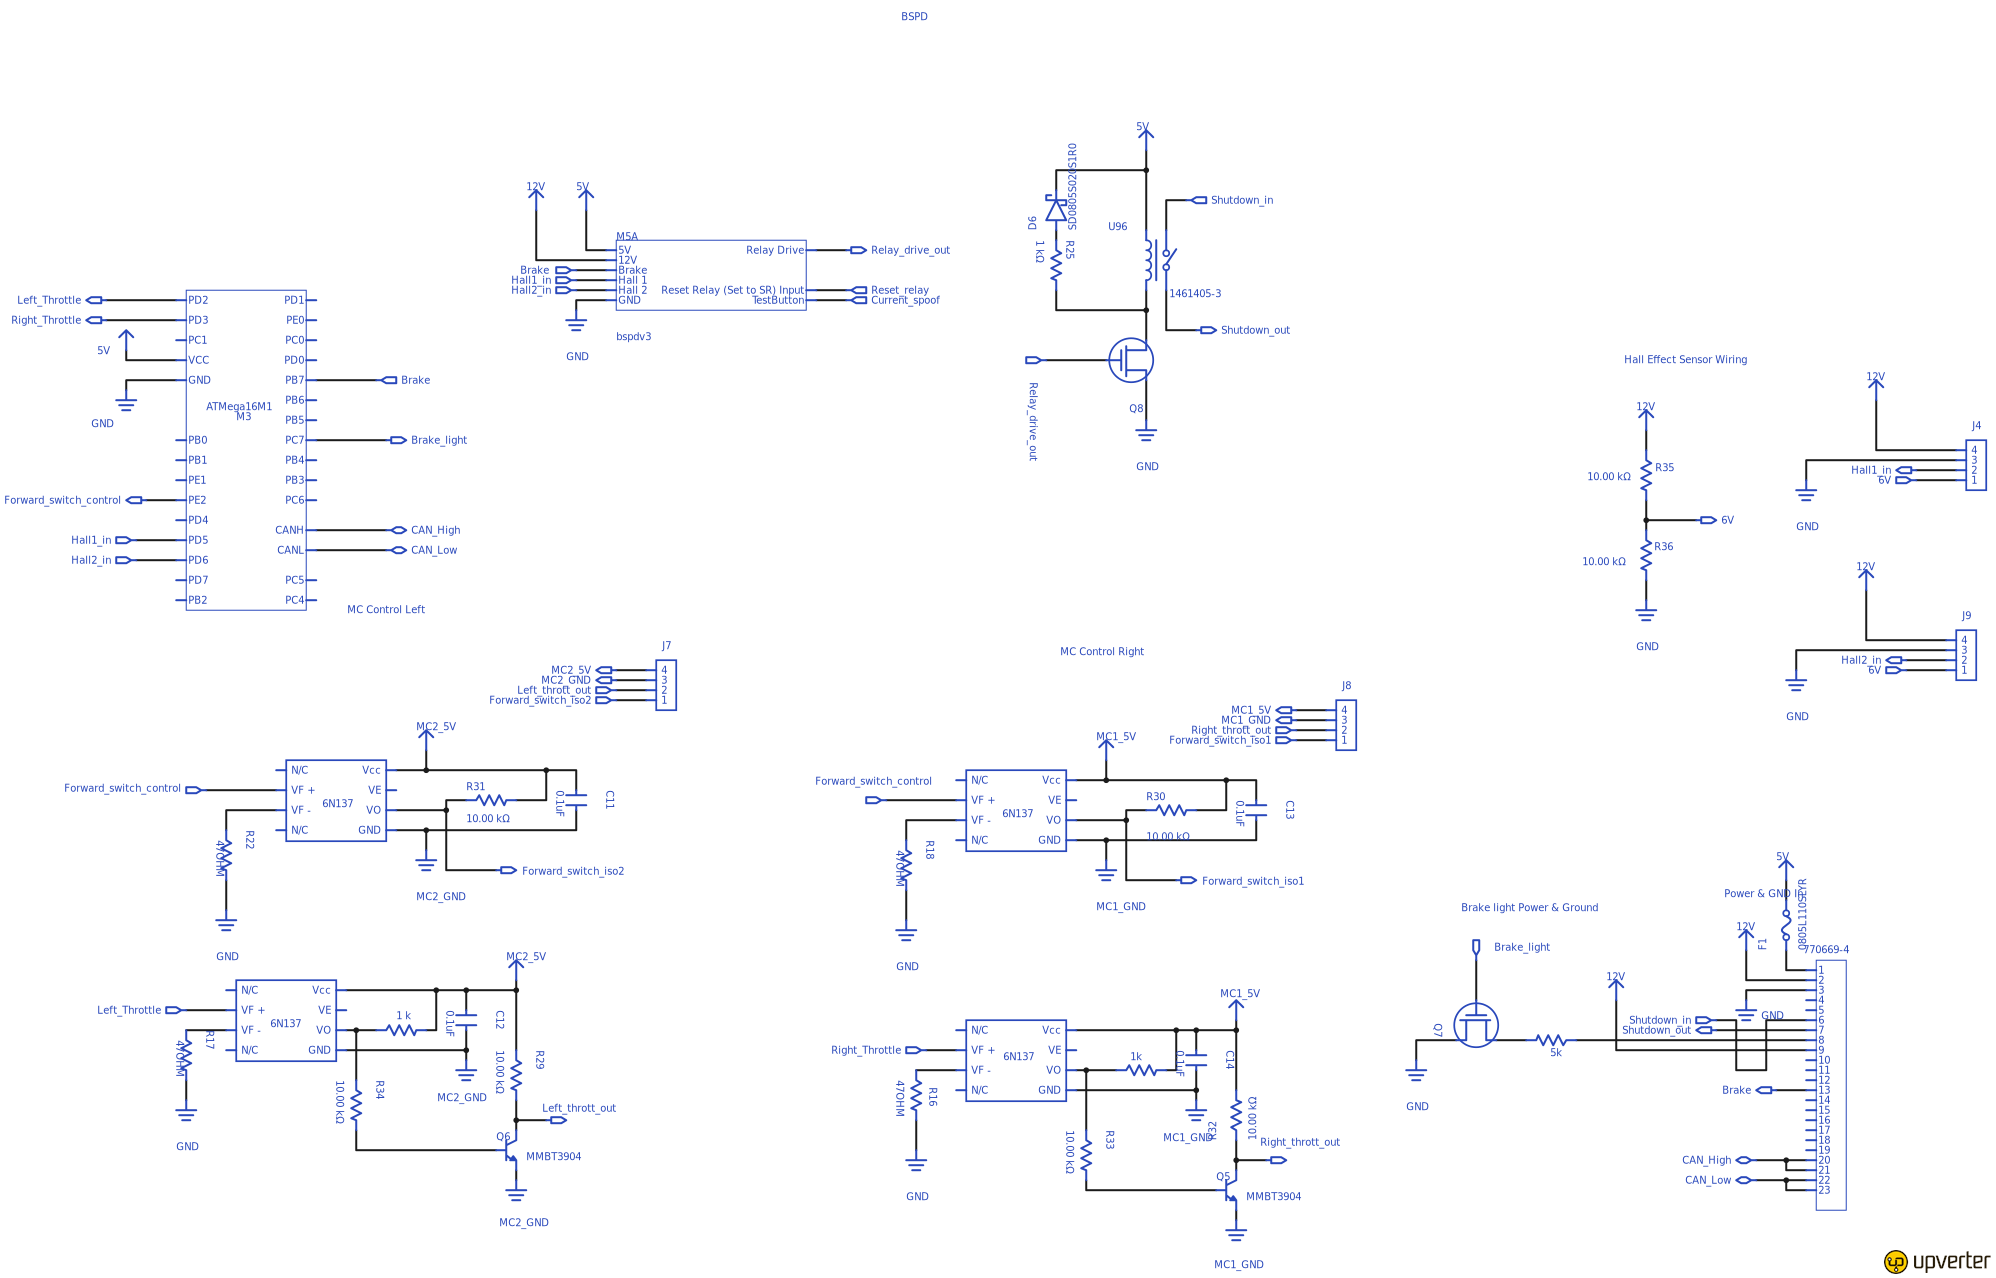 BSPD
5V
SD0805S020S1R0
D6
1 kΩ
R25
U96
Shutdown_in
1461405-3
Shutdown_out
Q8
Relay_drive_out
GND
12V
5V
M5A
5V
12V
Brake
Hall 1
Hall 2
GND
Relay Drive
Reset Relay (Set to SR) Input
TestButton
Brake
Hall1_in
Hall2_in
Relay_drive_out
Reset_relay
Current_spoof
GND
bspdv3
Left_Throttle
Right_Throttle
5V
GND
PD2
PD3
PC1
VCC
GND
ATMega16M1
M3
PB0
PB1
PE1
PE2
PD4
PD5
PD6
PD7
PB2
PD1
PE0
PC0
PD0
PB7
PB6
PB5
PC7
PB4
PB3
PC6
CANH
CANL
PC5
PC4
Brake
Brake_light
Forward_switch_control
Hall1_in
Hall2_in
CAN_High
CAN_Low
Hall Effect Sensor Wiring
12V
R35
10.00 kΩ
6V
R36
10.00 kΩ
GND
12V
J4
4
3
2
1
Hall1_in
6V
GND
12V
J9
4
3
2
1
Hall2_in
6V
GND
MC Control Left
J7
MC2_5V
MC2_GND
Left_thrott_out
Forward_switch_iso2
4
3
2
1
MC2_5V
Forward_switch_control
N/C
VF +
VF -
N/C
6N137
Vcc
VE
VO
GND
R31
10.00 kΩ
0.1uF
C11
R22
47OHM
GND
MC2_GND
Forward_switch_iso2
MC2_5V
Left_Throttle
N/C
VF +
VF -
N/C
6N137
Vcc
VE
VO
GND
1 k
0.1uF
C12
R17
47OHM
GND
R34
10.00 kΩ
R29
10.00 kΩ
MC2_GND
Left_thrott_out
Q6
MMBT3904
MC2_GND
MC Control Right
J8
MC1_5V
MC1_GND
Right_thrott_out
Forward_switch_iso1
4
3
2
1
MC1_5V
Forward_switch_control
N/C
VF +
VF -
N/C
6N137
Vcc
VE
VO
GND
R30
10.00 kΩ
0.1uF
C13
R18
47OHM
GND
MC1_GND
Forward_switch_iso1
MC1_5V
Right_Throttle
N/C
VF +
VF -
N/C
6N137
Vcc
VE
VO
GND
1k
0.1uF
C14
R16
47OHM
GND
R33
10.00 kΩ
R32
10.00 kΩ
MC1_GND
Right_thrott_out
Q5
MMBT3904
MC1_GND
Brake light Power & Ground
Brake_light
Q7
5k
GND
12V
5V
Power & GND
0805L110SLYR
F1
12V
770669-4
GND
Shutdown_in
Shutdown_out
Brake
CAN_High
CAN_Low
1
2
3
4
5
6
7
8
9
10
11
12
13
14
15
16
17
18
19
20
21
22
23
upverter